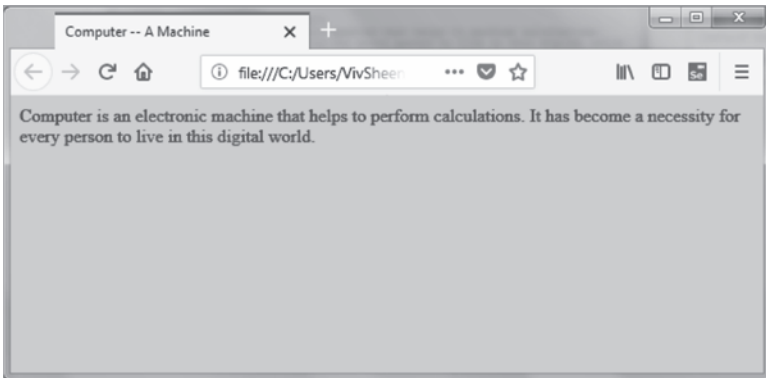 Computer -- A Machine
file:///C:/Users/VivSheen
Computer is an electronic machine that helps to perform calculations. It has become a necessity for
every person to live in this digital world.